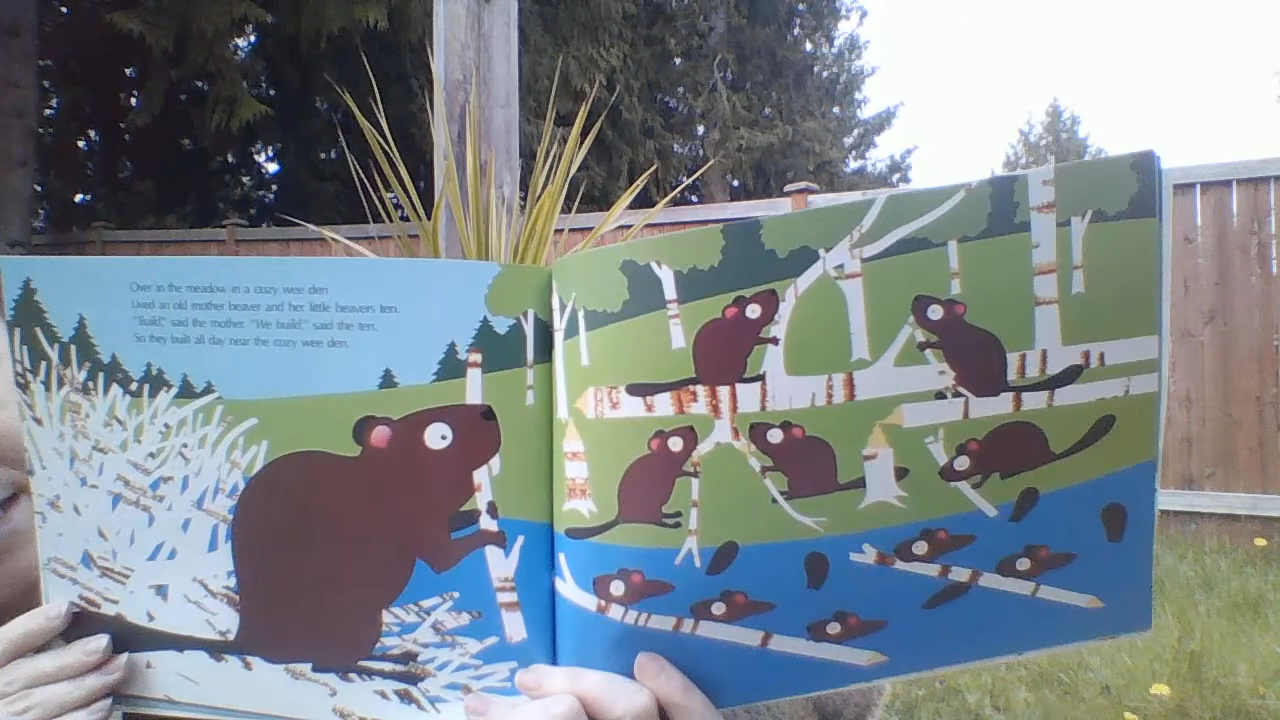 Over in the meadow in a cozy wee den
Lived an old mother beaver and her little beavers ten.
"Build," said the mother. "We build," said the ten.
So they built all day near the cozy wee den.